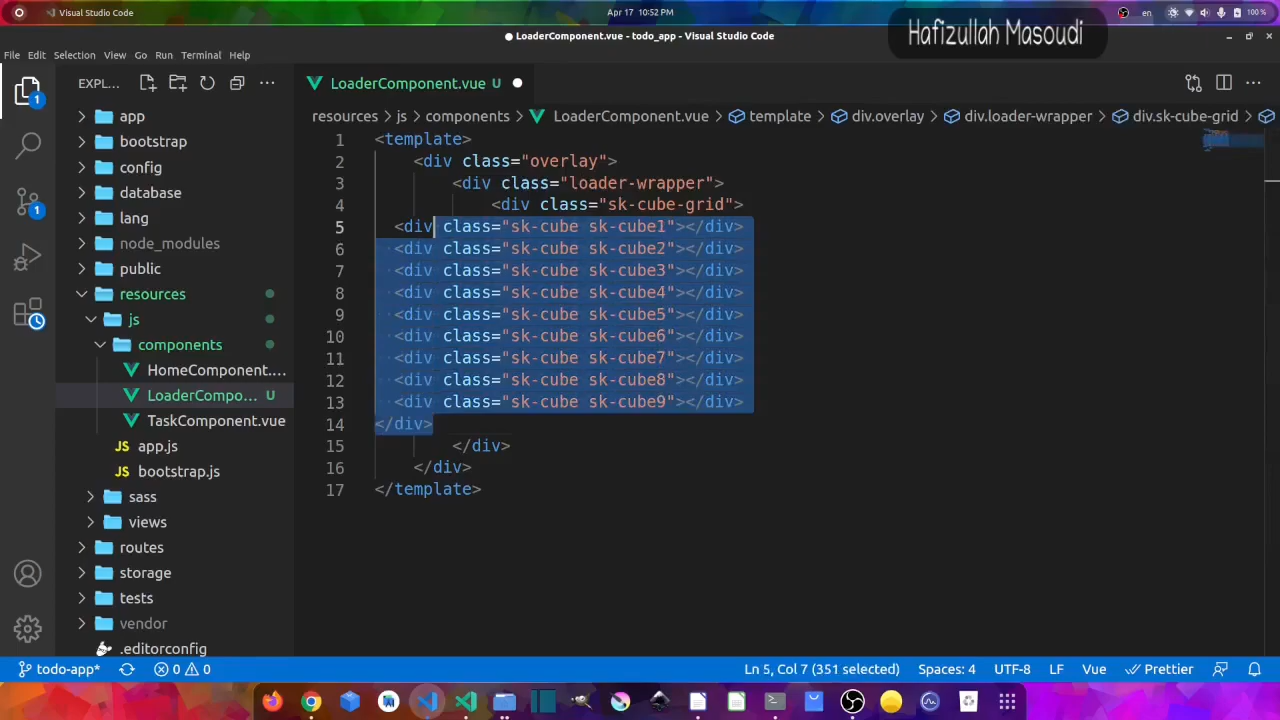 Visual Studio Code
Apr 17 10:52 PM
en
100 %
LoaderComponent.vue - todo_app - Visual Studio Code
Hafizullah Masoudi
File Edit Selection View Go Run Terminal Help
EXPL...
LoaderComponent.vue U
resources > js > components > LoaderComponent.vue > template > div.overlay > div.loader-wrapper > div.sk-cube-grid >
1 <template>
2 <div class="overlay">
3 <div class="loader-wrapper">
4 <div class="sk-cube-grid">
5 <div class="sk-cube sk-cube1"></div>
6 <div class="sk-cube sk-cube2"></div>
7 <div class="sk-cube sk-cube3"></div>
8 <div class="sk-cube sk-cube4"></div>
9 <div class="sk-cube sk-cube5"></div>
10 <div class="sk-cube sk-cube6"></div>
11 <div class="sk-cube sk-cube7"></div>
12 <div class="sk-cube sk-cube8"></div>
13 <div class="sk-cube sk-cube9"></div>
14 </div>
15 </div>
16 </div>
17 </template>
1
1
app
bootstrap
config
database
lang
node_modules
public
resources
js
components
HomeComponent....
LoaderCompo... U
TaskComponent.vue
JS app.js
JS bootstrap.js
sass
views
routes
storage
tests
vendor
.editorconfig
todo-app* 0 0
Ln 5, Col 7 (351 selected) Spaces: 4 UTF-8 LF Vue Prettier